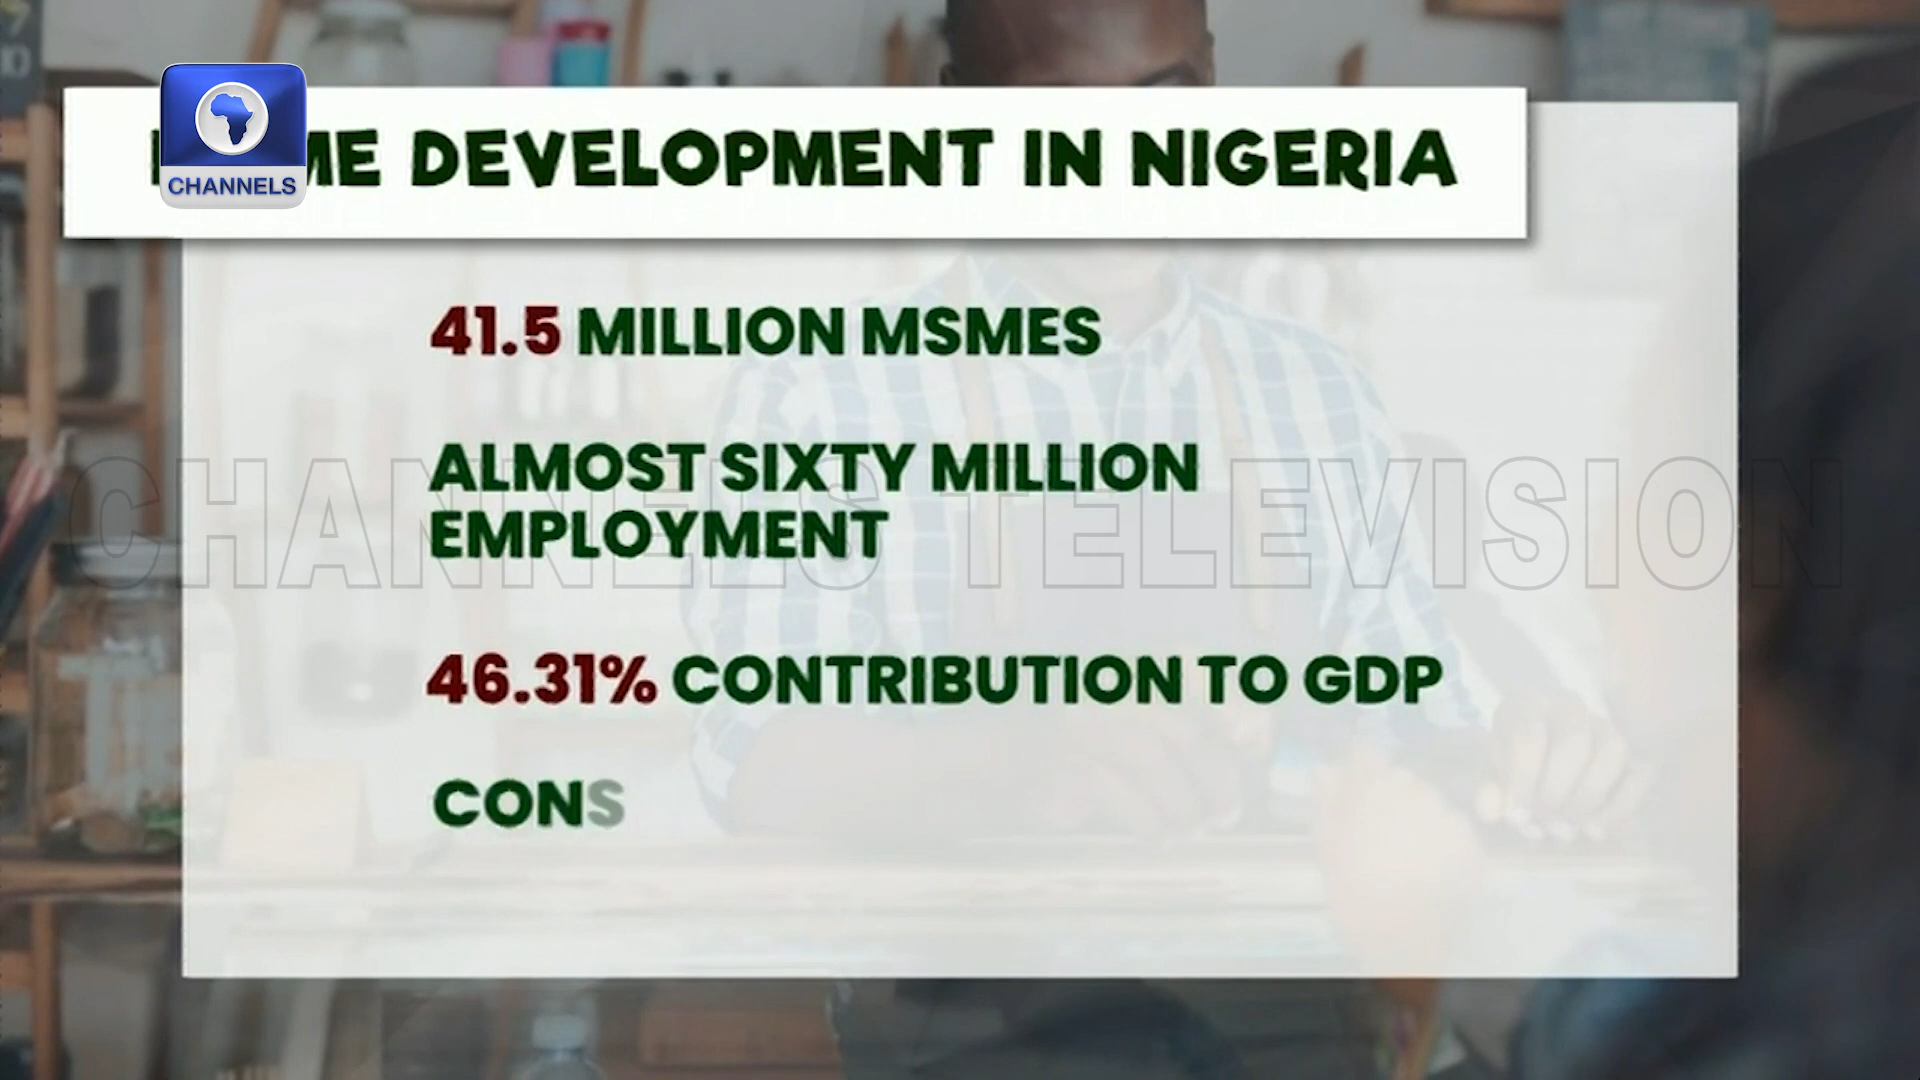 CHANNELS
DEVELOPMENT IN NIGERIA
41.5 MILLION MSMES
ALMOST SIXTY MILLION
EMPLOYMENT
CHANNELS TELEVISION
46.31% CONTRIBUTION TO GDP
CONS